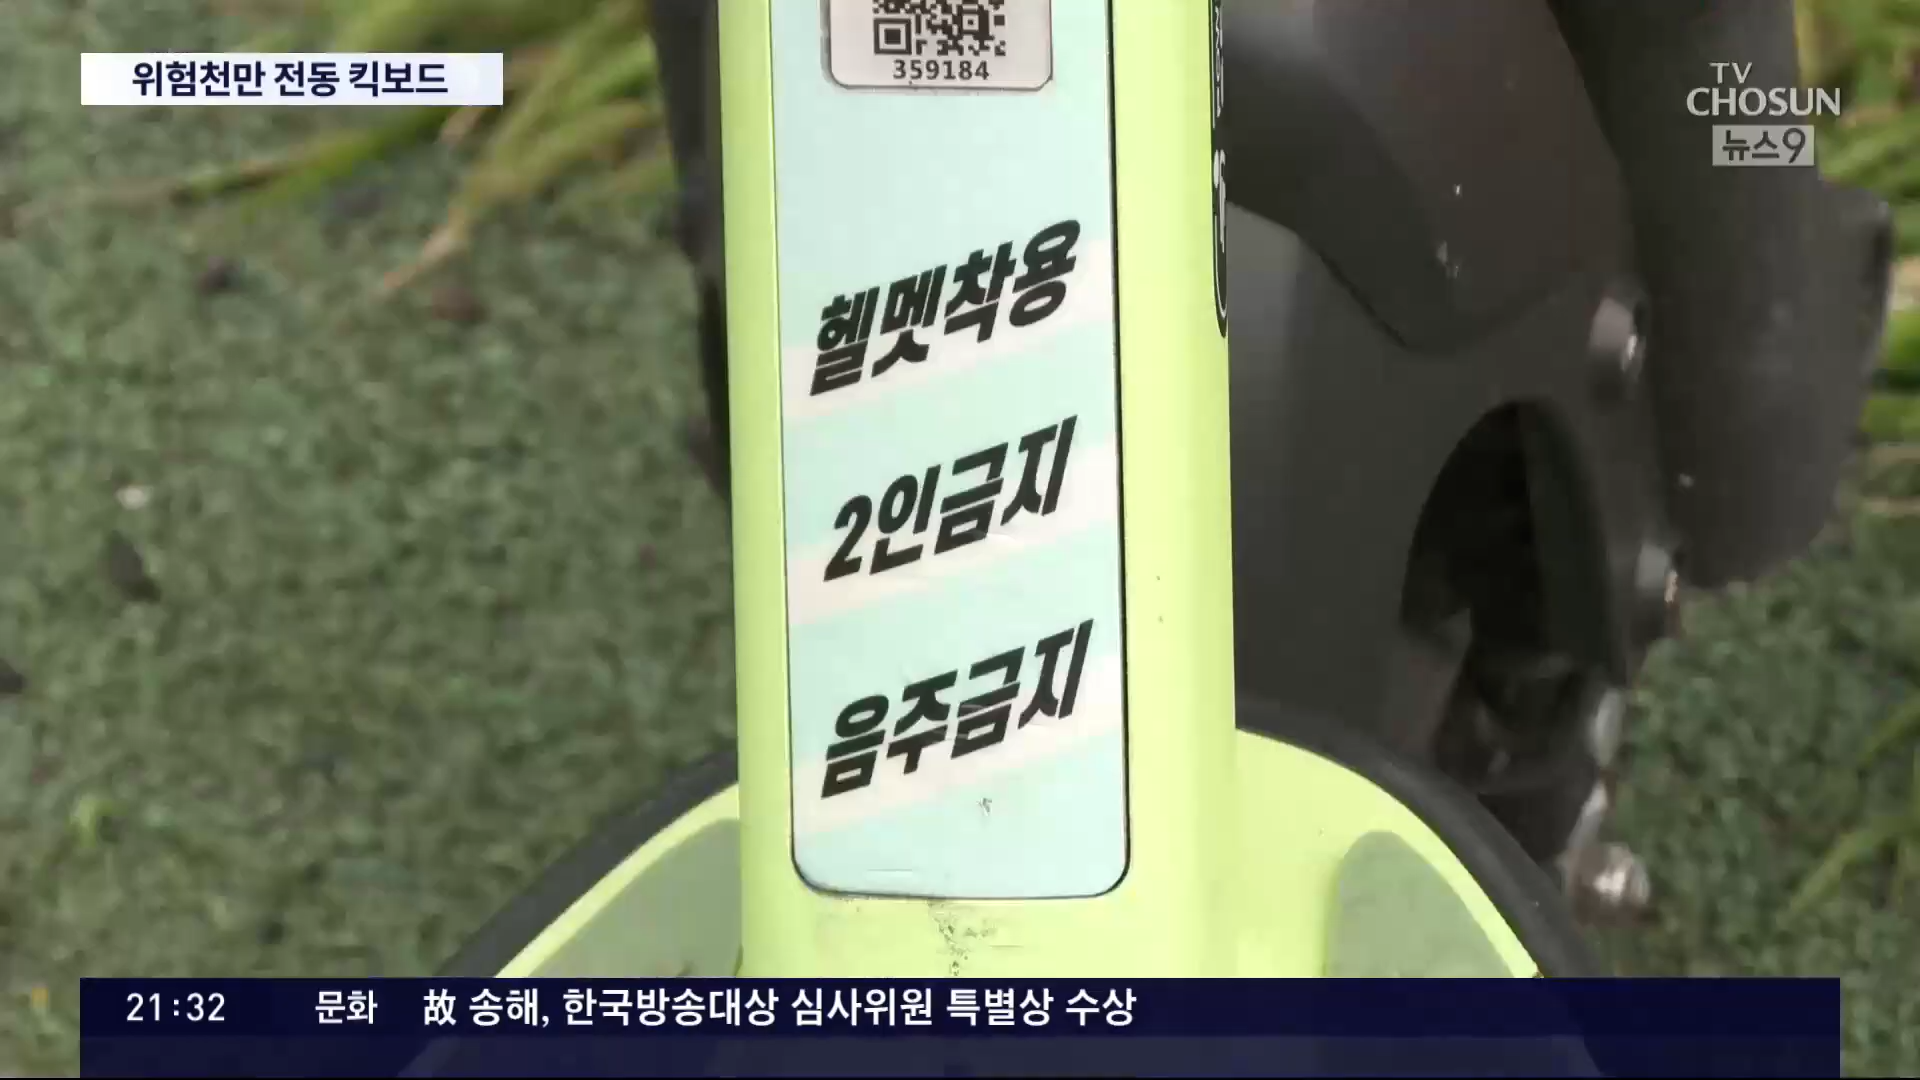 위험천만 전동 킥보드
TV
CHOSUN
뉴스9
359184
헬멧착용
2인금지
음주금지
21:32 문화 故 송해, 한국방송대상 심사위원 특별상 수상